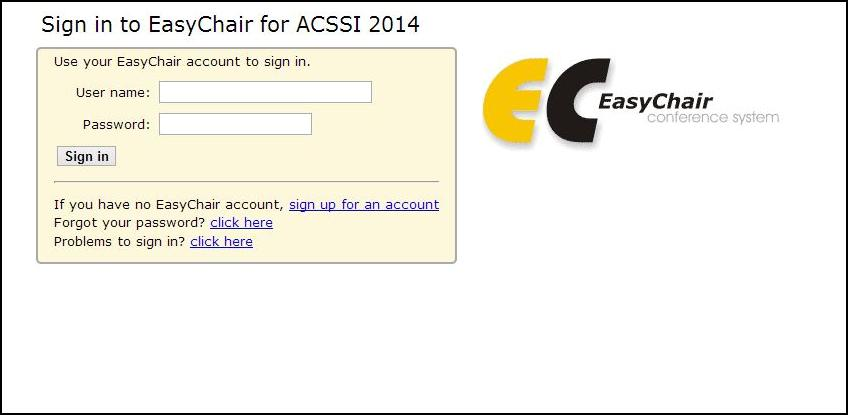 Sign in to EasyChair for ACSSI 2014
Use your EasyChair account to sign in.
User name:
Password:
Sign in
If you have no EasyChair account, sign up for an account
Forgot your password? click here
Problems to sign in? click here
EC EasyChair
conference system